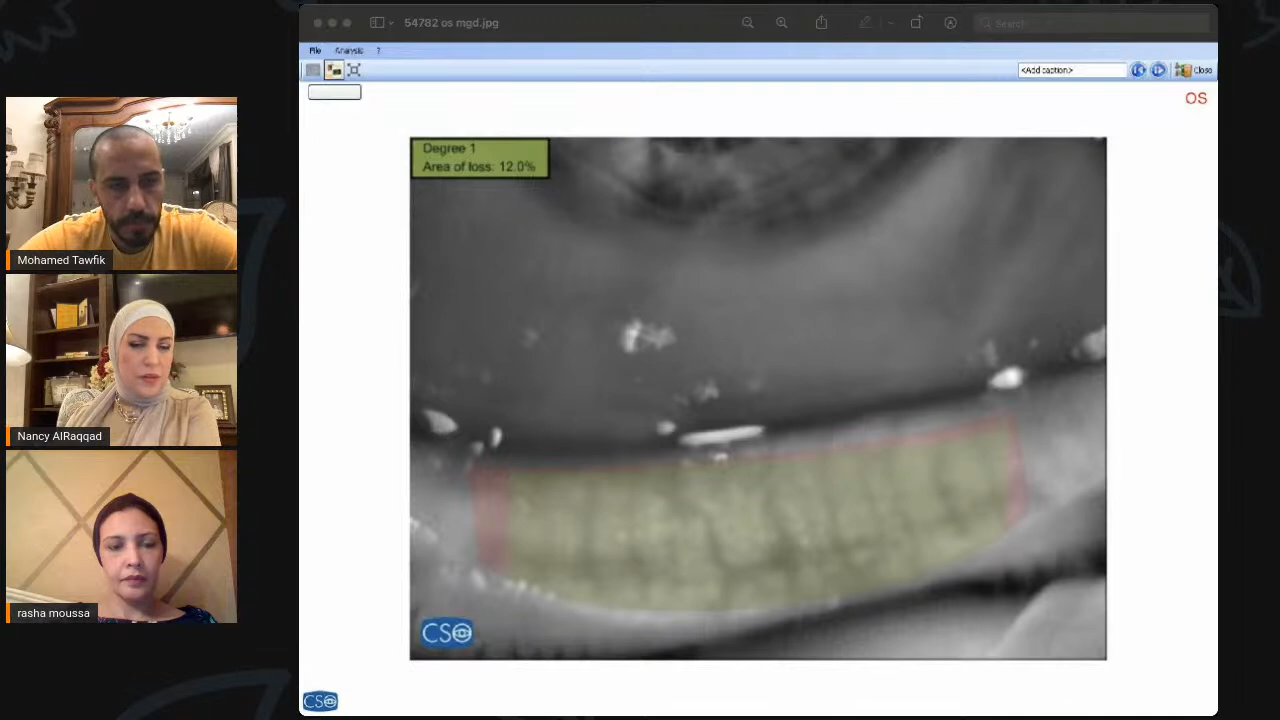 54782 os mgd.jpg
Search
File Analysis ?
<Add caption>
Close
OS
Degree 1
Area of loss: 12.0%
Mohamed Tawfik
Nancy AlRaqqad
rasha moussa
CSO
CSO